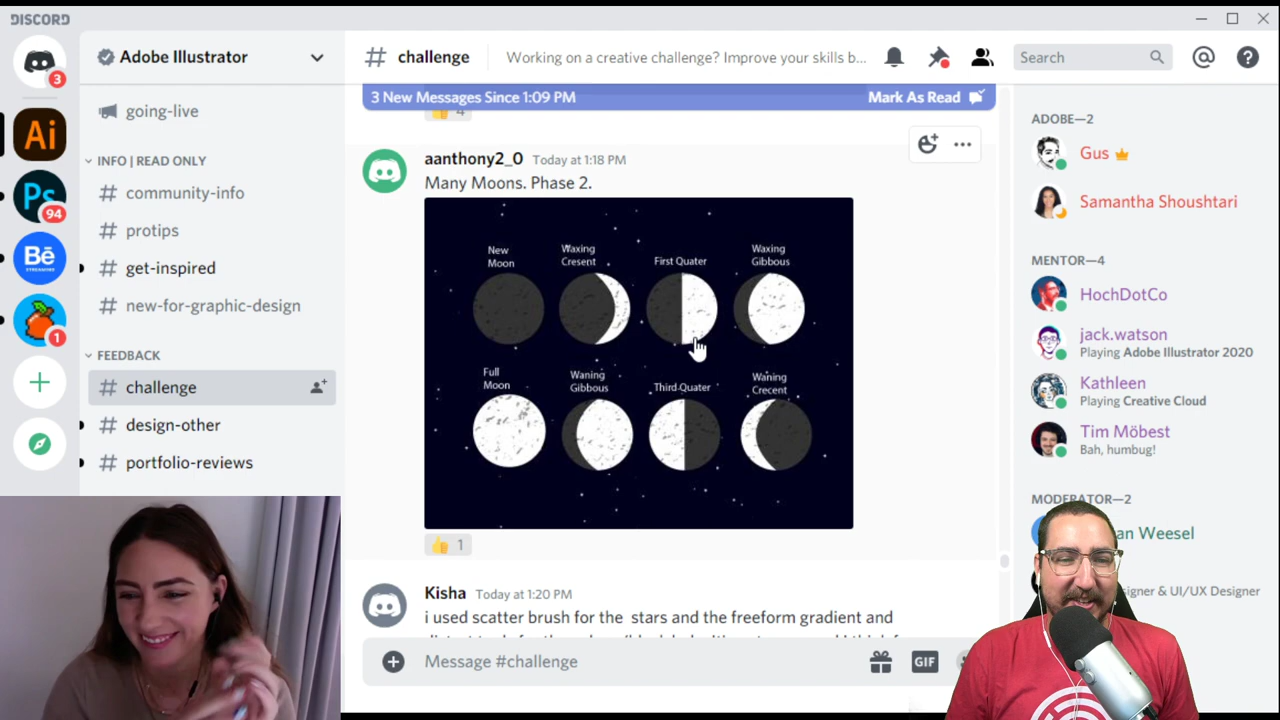 DISCORD
3
Ai
Ps
94
Bē
1
Adobe Illustrator
going-live
INFO | READ ONLY
# community-info
# protips
# get-inspired
# new-for-graphic-design
FEEDBACK
# challenge
# design-other
# portfolio-reviews
# challenge
Working on a creative challenge? Improve your skills b...
Search
3 New Messages Since 1:09 PM
Mark As Read
4
aanthony2_0 Today at 1:18 PM
Many Moons. Phase 2.
New
Moon
Waxing
Cresent
First Quater
Waxing
Gibbous
Full
Moon
Waning
Gibbous
Third Quater
Waning
Crecent
1
Kisha Today at 1:20 PM
i used scatter brush for the stars and the freeform gradient and
Message #challenge
GIF
ADOBE—2
Gus
Samantha Shoushtari
MENTOR—4
HochDotCo
jack.watson
Playing Adobe Illustrator 2020
Kathleen
Playing Creative Cloud
Tim Möbest
Bah, humbug!
MODERATOR—2
an Weesel
signer & UI/UX Designer